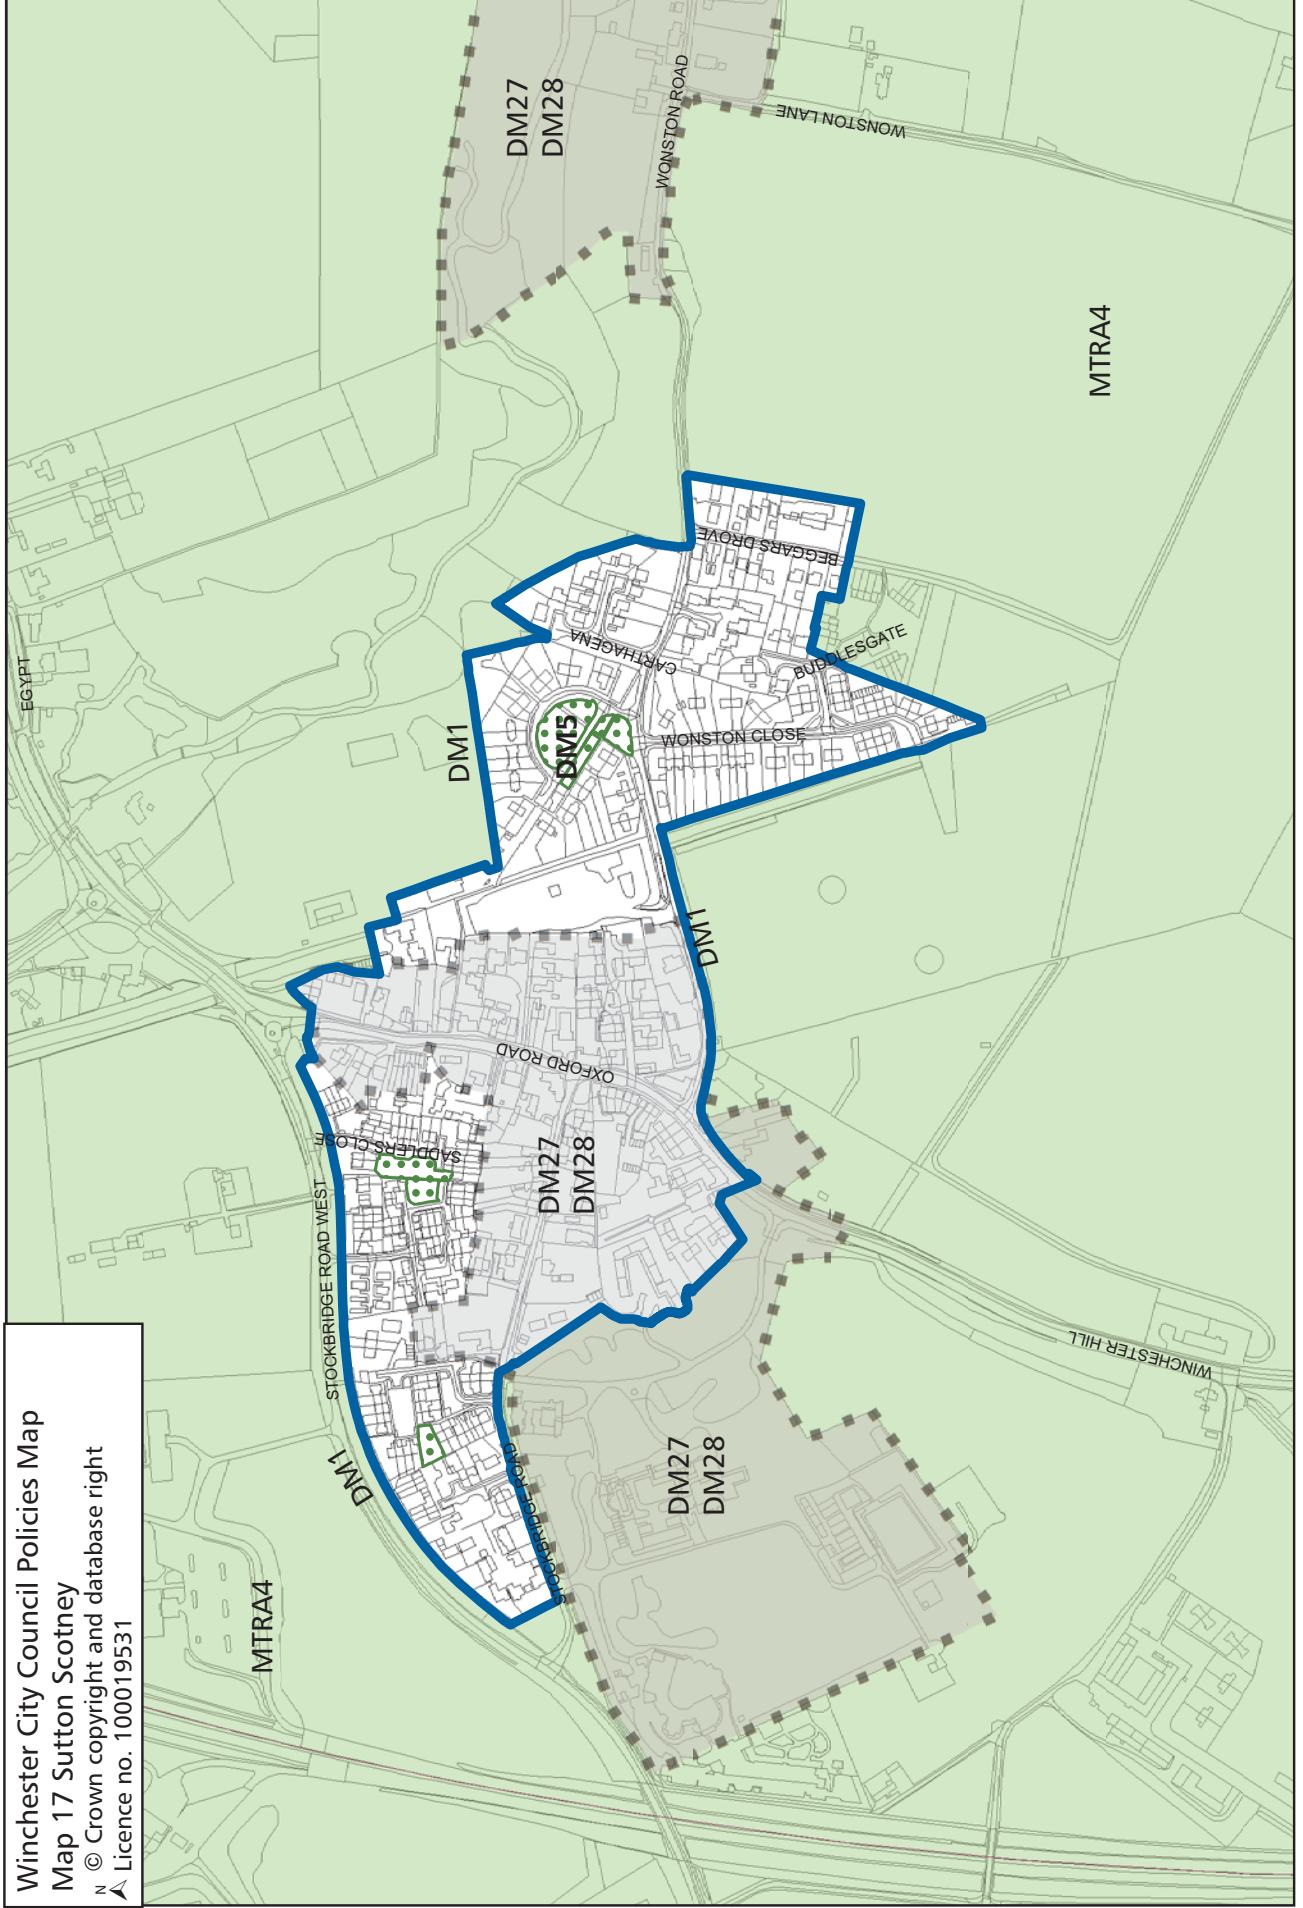 Winchester City Council Policies Map
Map 17 Sutton Scotney
N
© Crown copyright and database right
Licence no. 100019531
MTRA4
DM1
STOCKBRIDGE ROAD WEST
SADDLERS CLOSE
STOCKBRIDGE ROAD
DM27
DM28
WINCHESTER HILL
DM27
DM28
OXFORD ROAD
DM1
DM1
EGYPT
DM5
WONSTON CLOSE
CARTHAGENA
BUDDLESGATE
BEGGARS DROVE
MTRA4
DM27
DM28
WONSTON ROAD
WONSTON LANE